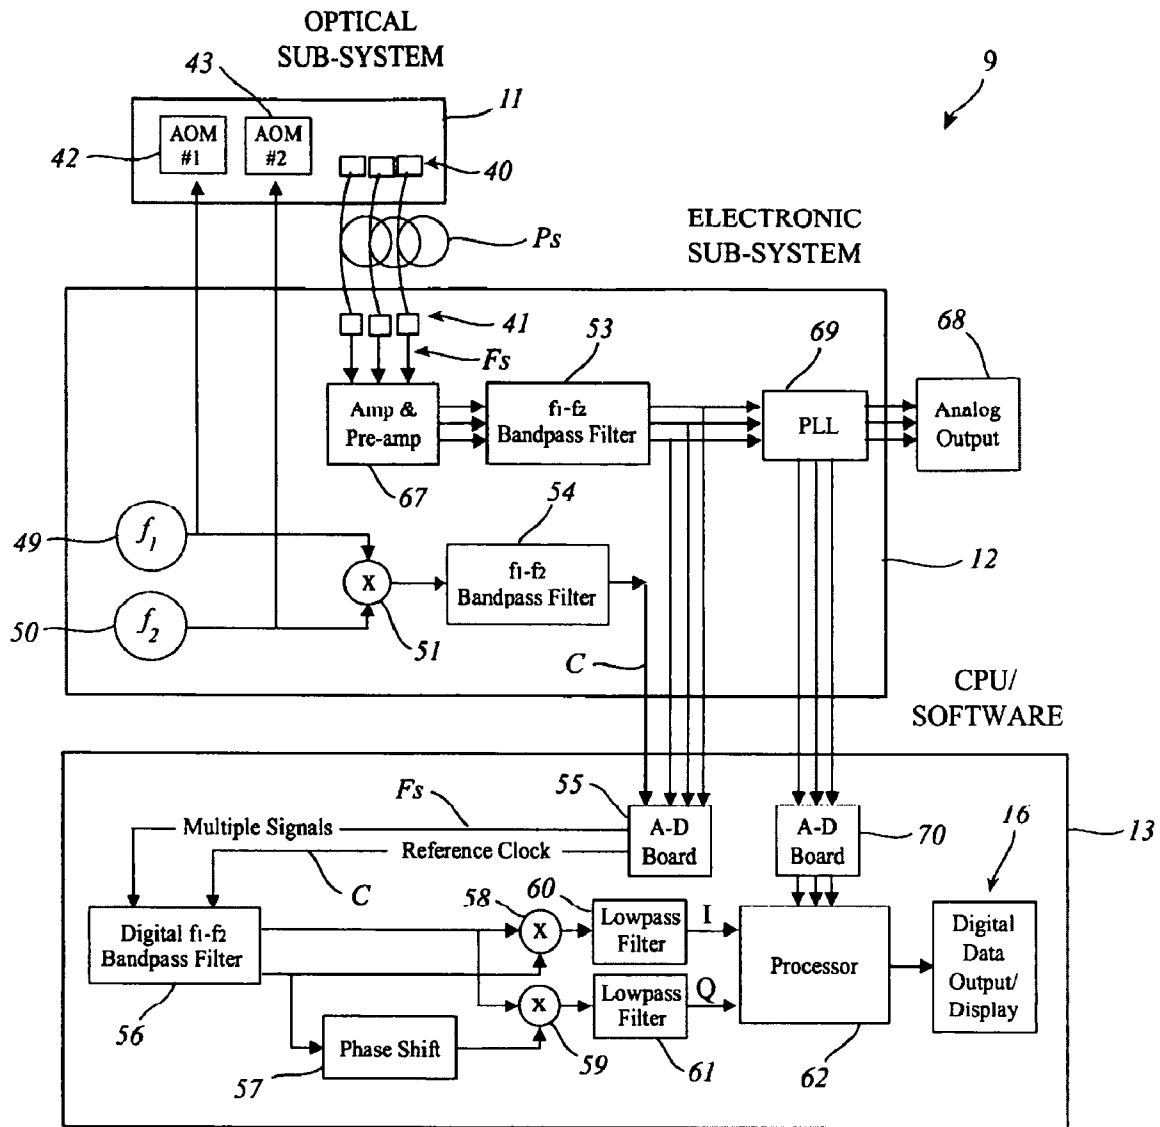 OPTICAL
SUB-SYSTEM
43
11
9
AOM
#1
AOM
#2
42
40
Ps
ELECTRONIC
SUB-SYSTEM
41
Fs
53
69
68
Amp &
Pre-amp
f1-f2
Bandpass Filter
PLL
Analog
Output
67
54
49
f1
f1-f2
Bandpass Filter
X
12
50
f2
51
C
CPU/
SOFTWARE
55
Fs
Multiple Signals
Reference Clock
C
A-D
Board
A-D
Board
70
16
13
58
60
Digital f1-f2
Bandpass Filter
X
Lowpass
Filter
I
Processor
Digital
Data
Output/
Display
X
Lowpass
Filter
Q
56
Phase Shift
57
59
61
62